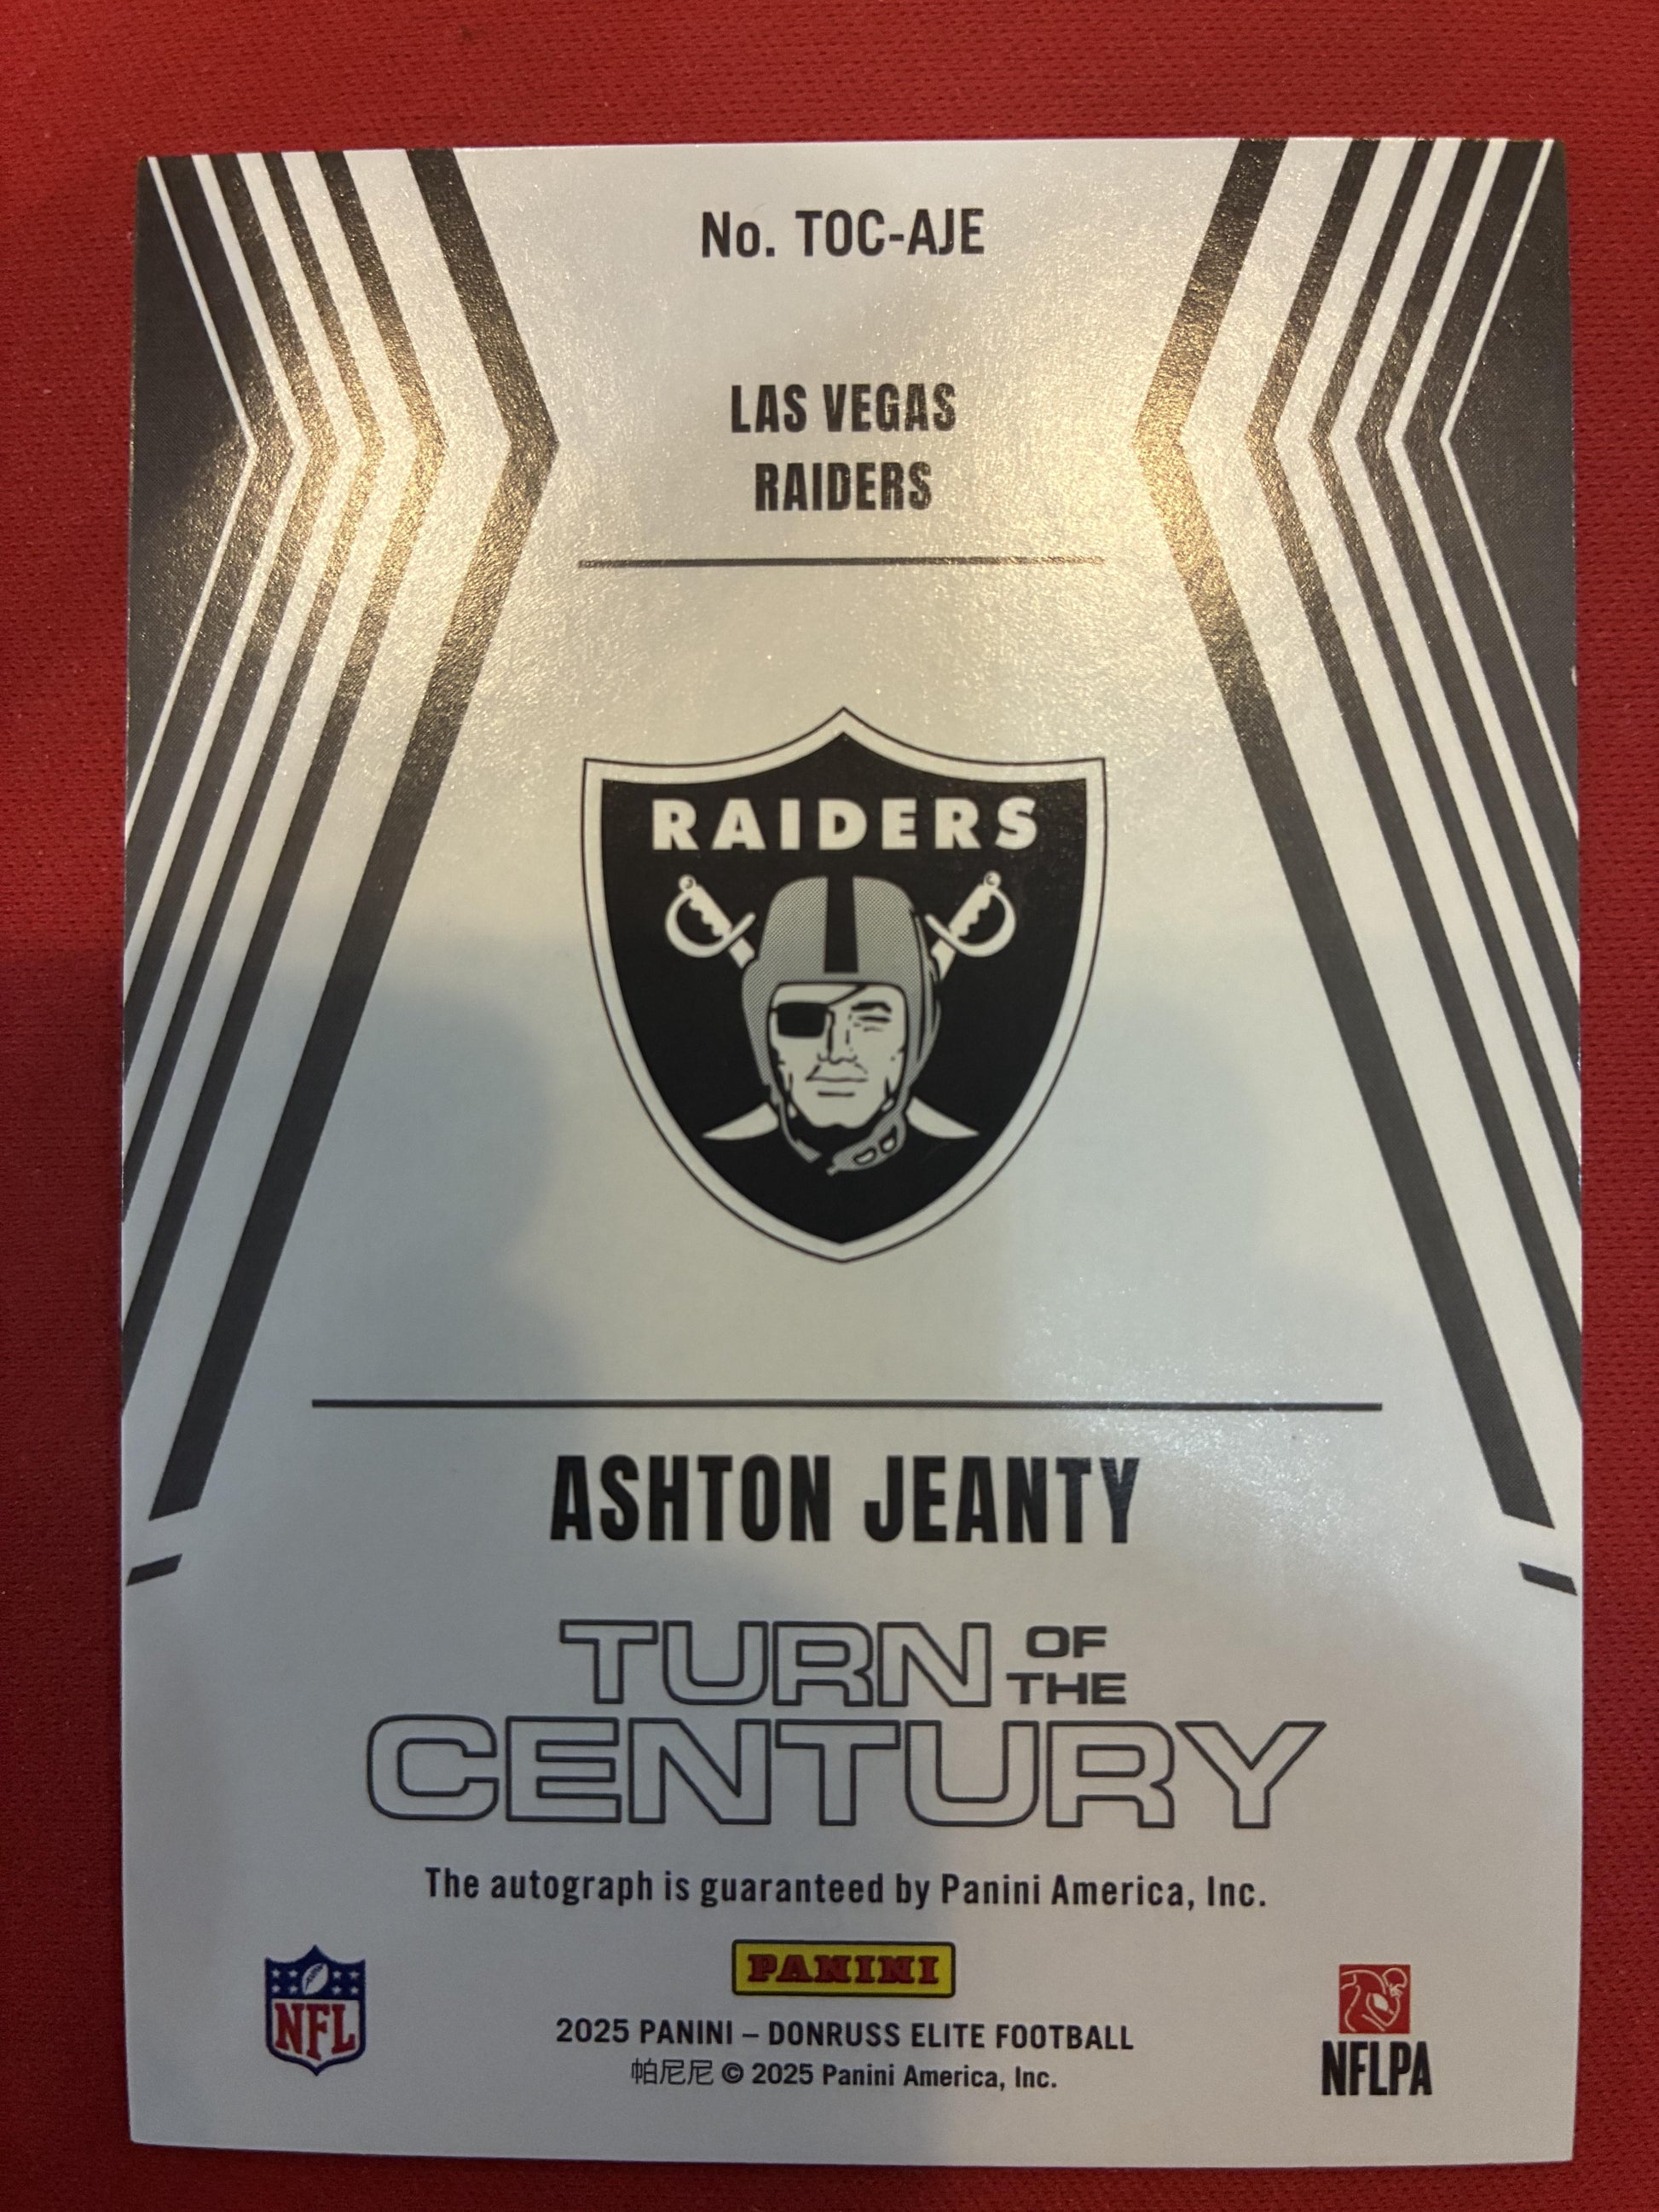 No. TOC-AJE
LAS VEGAS
RAIDERS
RAIDERS
ASHTON JEANTY
TURN OF THE
CENTURY
The autograph is guaranteed by Panini America, Inc.
PANINI
NFL
2025 PANINI – DONRUSS ELITE FOOTBALL
帕尼尼 © 2025 Panini America, Inc.
NFLPA